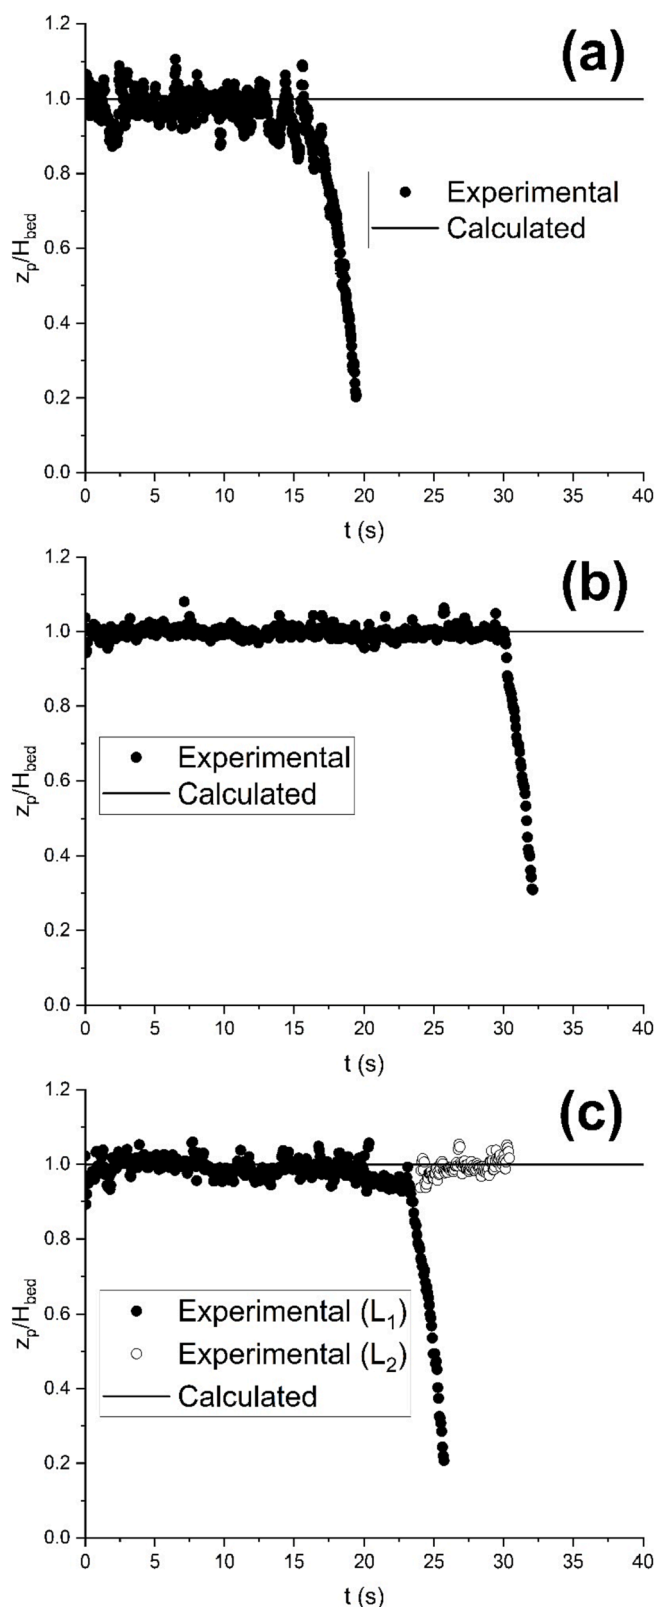 (a)
1.2
1.0
0.8
0.6
0.4
0.2
0.0
z_p/H_bed
Experimental
Calculated
0 5 10 15 20 25 30 35 40
t (s)
(b)
1.2
1.0
0.8
0.6
0.4
0.2
0.0
z_p/H_bed
Experimental
Calculated
0 5 10 15 20 25 30 35 40
t (s)
(c)
1.2
1.0
0.8
0.6
0.4
0.2
0.0
z_p/H_bed
Experimental (L₁)
Experimental (L₂)
Calculated
0 5 10 15 20 25 30 35 40
t (s)